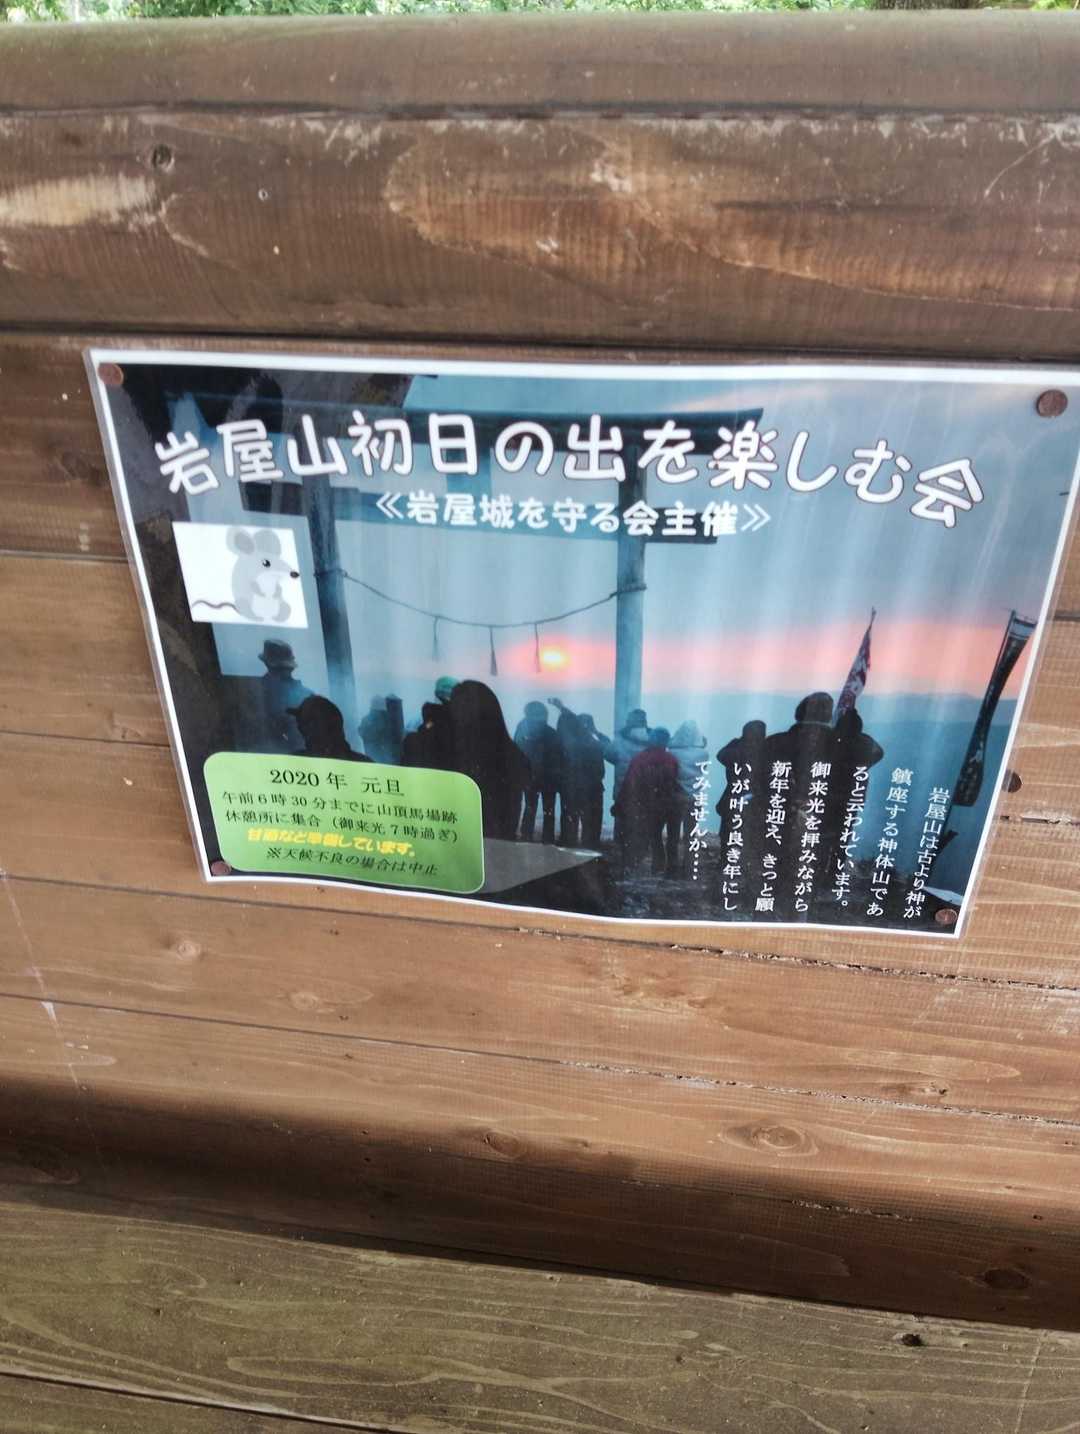 岩屋山初日の出を楽しむ会
≪岩屋城を守る会主催≫
岩屋山は古より神が
鎮座する神体山であ
ると云われています。
御来光を拝みながら
新年を迎え、きっと願
いが叶う良き年にし
てみませんか‥‥
2020年 元旦
午前6時30分までに山頂馬場跡
休憩所に集合（御来光7時過ぎ）
甘酒など準備しています。
※天候不良の場合は中止